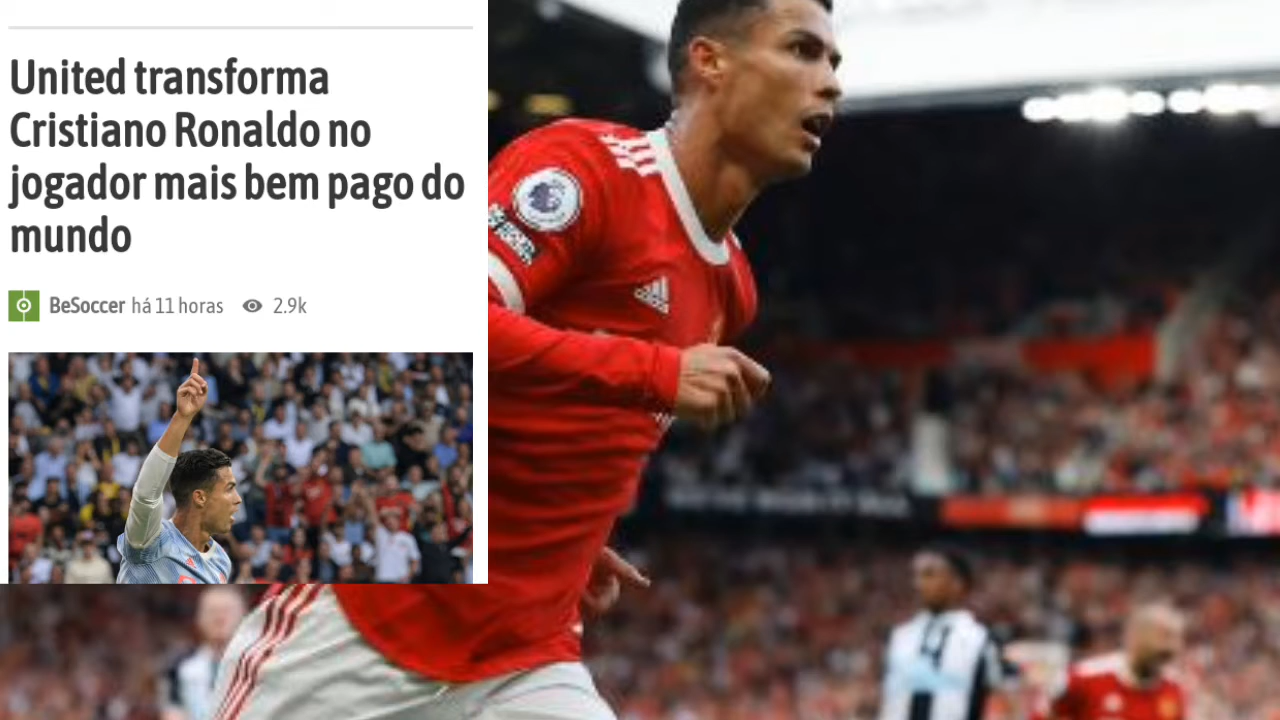 United transforma
Cristiano Ronaldo no
jogador mais bem pago do
mundo
BeSoccer há 11 horas 2.9k